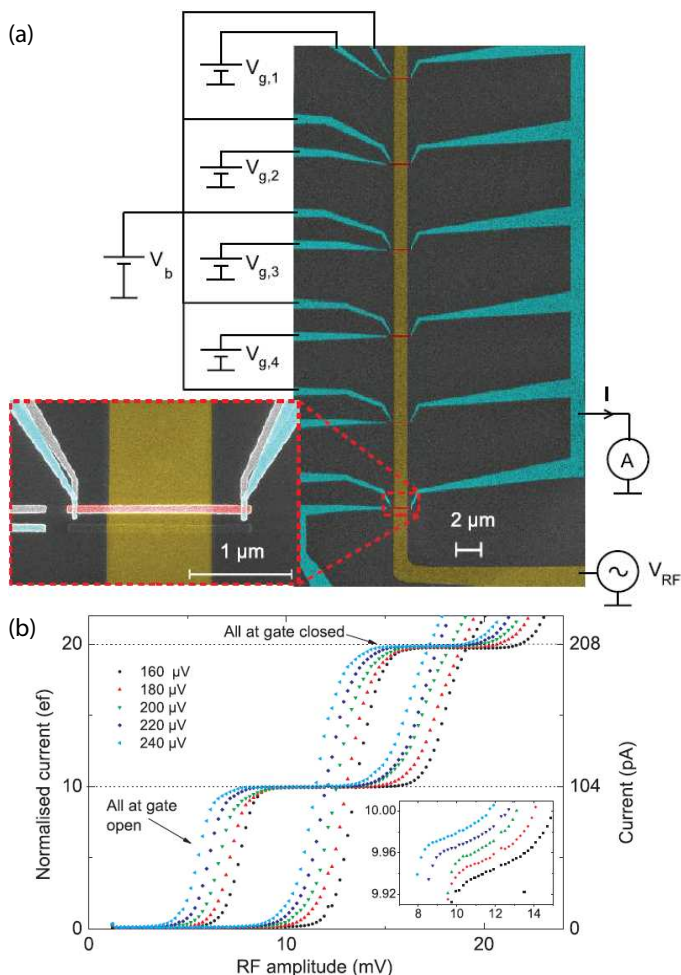 (a)
V_g,1
V_g,2
V_g,3
V_b
V_g,4
I
A
2 µm
1 µm
V_RF
(b)
20
All at gate closed
208
160 µV
180 µV
200 µV
220 µV
240 µV
Normalised current (ef)
Current (pA)
10
104
All at gate
open
10.00
9.96
9.92
8 10 12 14
0
0
0 10 20
RF amplitude (mV)